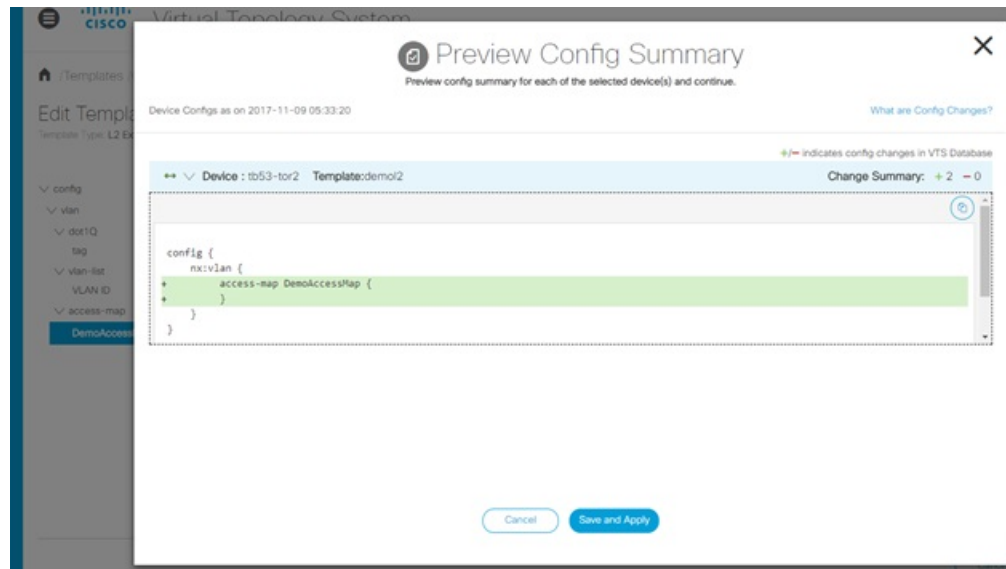 CISCO
Virtual Topology System
Preview Config Summary
Preview config summary for each of the selected device(s) and continue.
/Templates
Edit Templa
Template Type: L2 Ex
Device Configs as on 2017-11-09 05:33:20
What are Config Changes?
+/− indicates config changes in VTS Database
Device : tb53-tor2 Template:demol2
Change Summary: +2 −0
config
vlan
dot1Q
tag
vlan-list
VLAN ID
access-map
DemoAccess
config {
nx:vlan {
+ access-map DemoAccessMap {
+ }
}
}
Cancel
Save and Apply